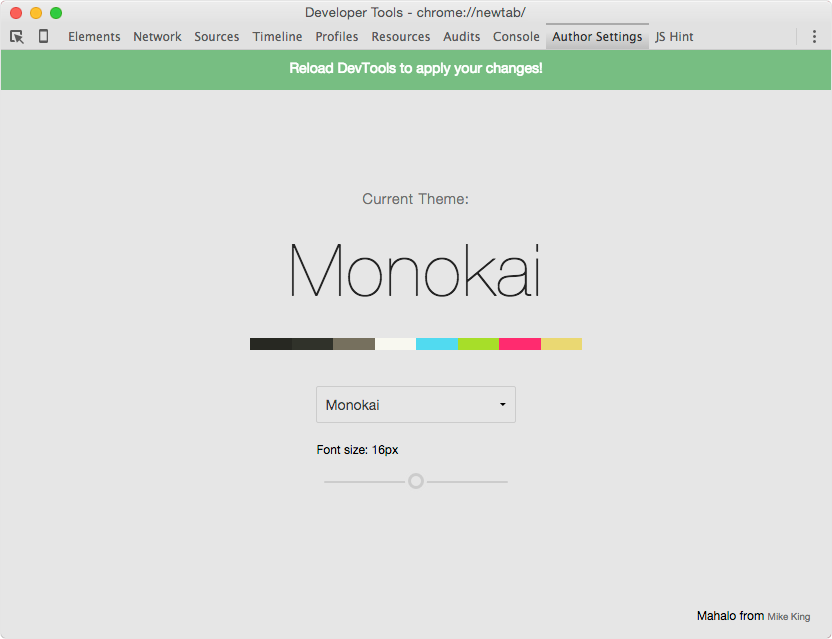 Developer Tools - chrome://newtab/
Elements Network Sources Timeline Profiles Resources Audits Console Author Settings JS Hint
Reload DevTools to apply your changes!
Current Theme:
Monokai
Monokai
Font size: 16px
Mahalo from Mike King